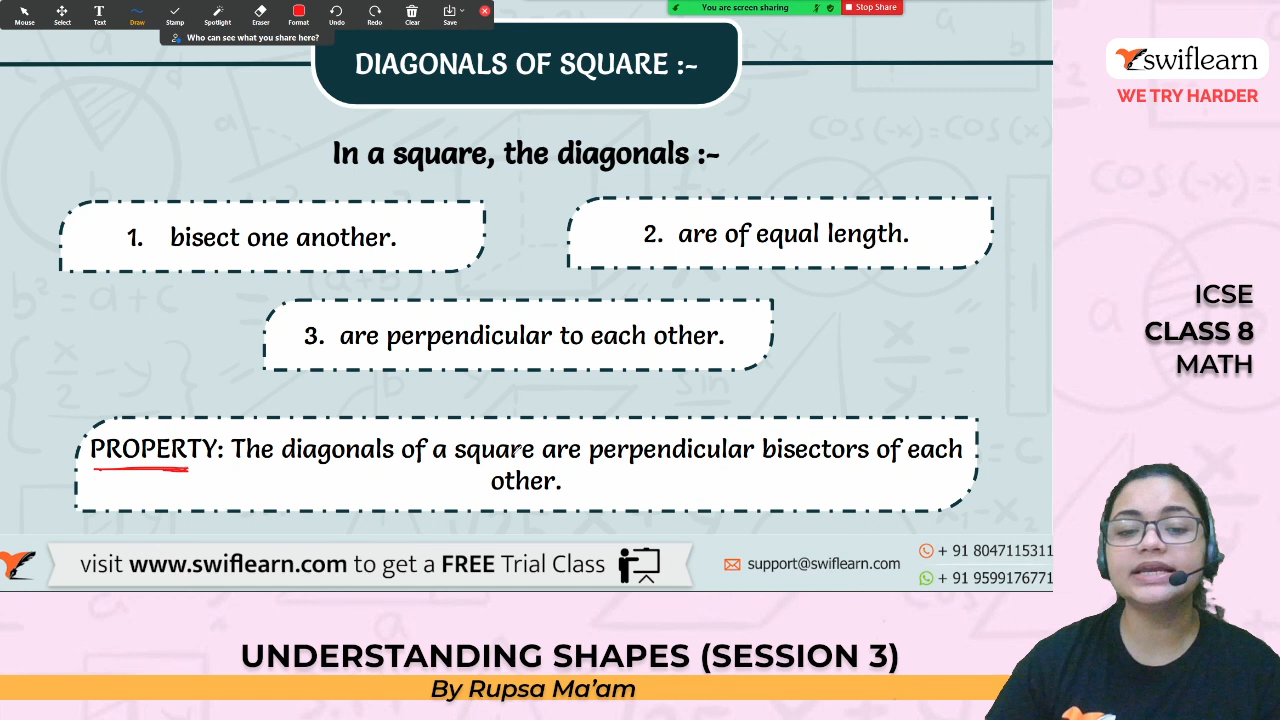 Mouse Select Text Draw Stamp Spotlight Eraser Format Undo Redo Clear Save
Who can see what you share here?
You are screen sharing Stop Share
DIAGONALS OF SQUARE :~
In a square, the diagonals :~
1. bisect one another.
2. are of equal length.
3. are perpendicular to each other.
PROPERTY: The diagonals of a square are perpendicular bisectors of each
other.
visit www.swiflearn.com to get a FREE Trial Class
support@swiflearn.com
+ 91 8047115311
+ 91 9599176771
swiflearn
WE TRY HARDER
ICSE
CLASS 8
MATH
UNDERSTANDING SHAPES (SESSION 3)
By Rupsa Ma'am